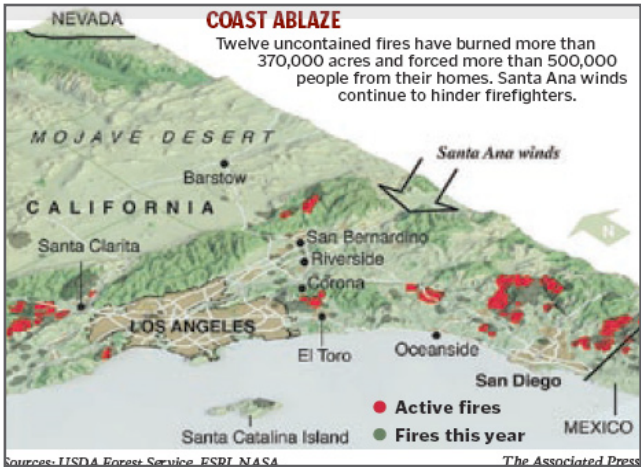 NEVADA
COAST ABLAZE
Twelve uncontained fires have burned more than
370,000 acres and forced more than 500,000
people from their homes. Santa Ana winds
continue to hinder firefighters.
MOJAVE DESERT
Santa Ana winds
Barstow
CALIFORNIA
N
Santa Clarita
San Bernardino
Riverside
Corona
LOS ANGELES
El Toro
Oceanside
San Diego
Active fires
MEXICO
Santa Catalina Island
Fires this year
Sources: USDA Forest Service, ESRI, NASA
The Associated Press